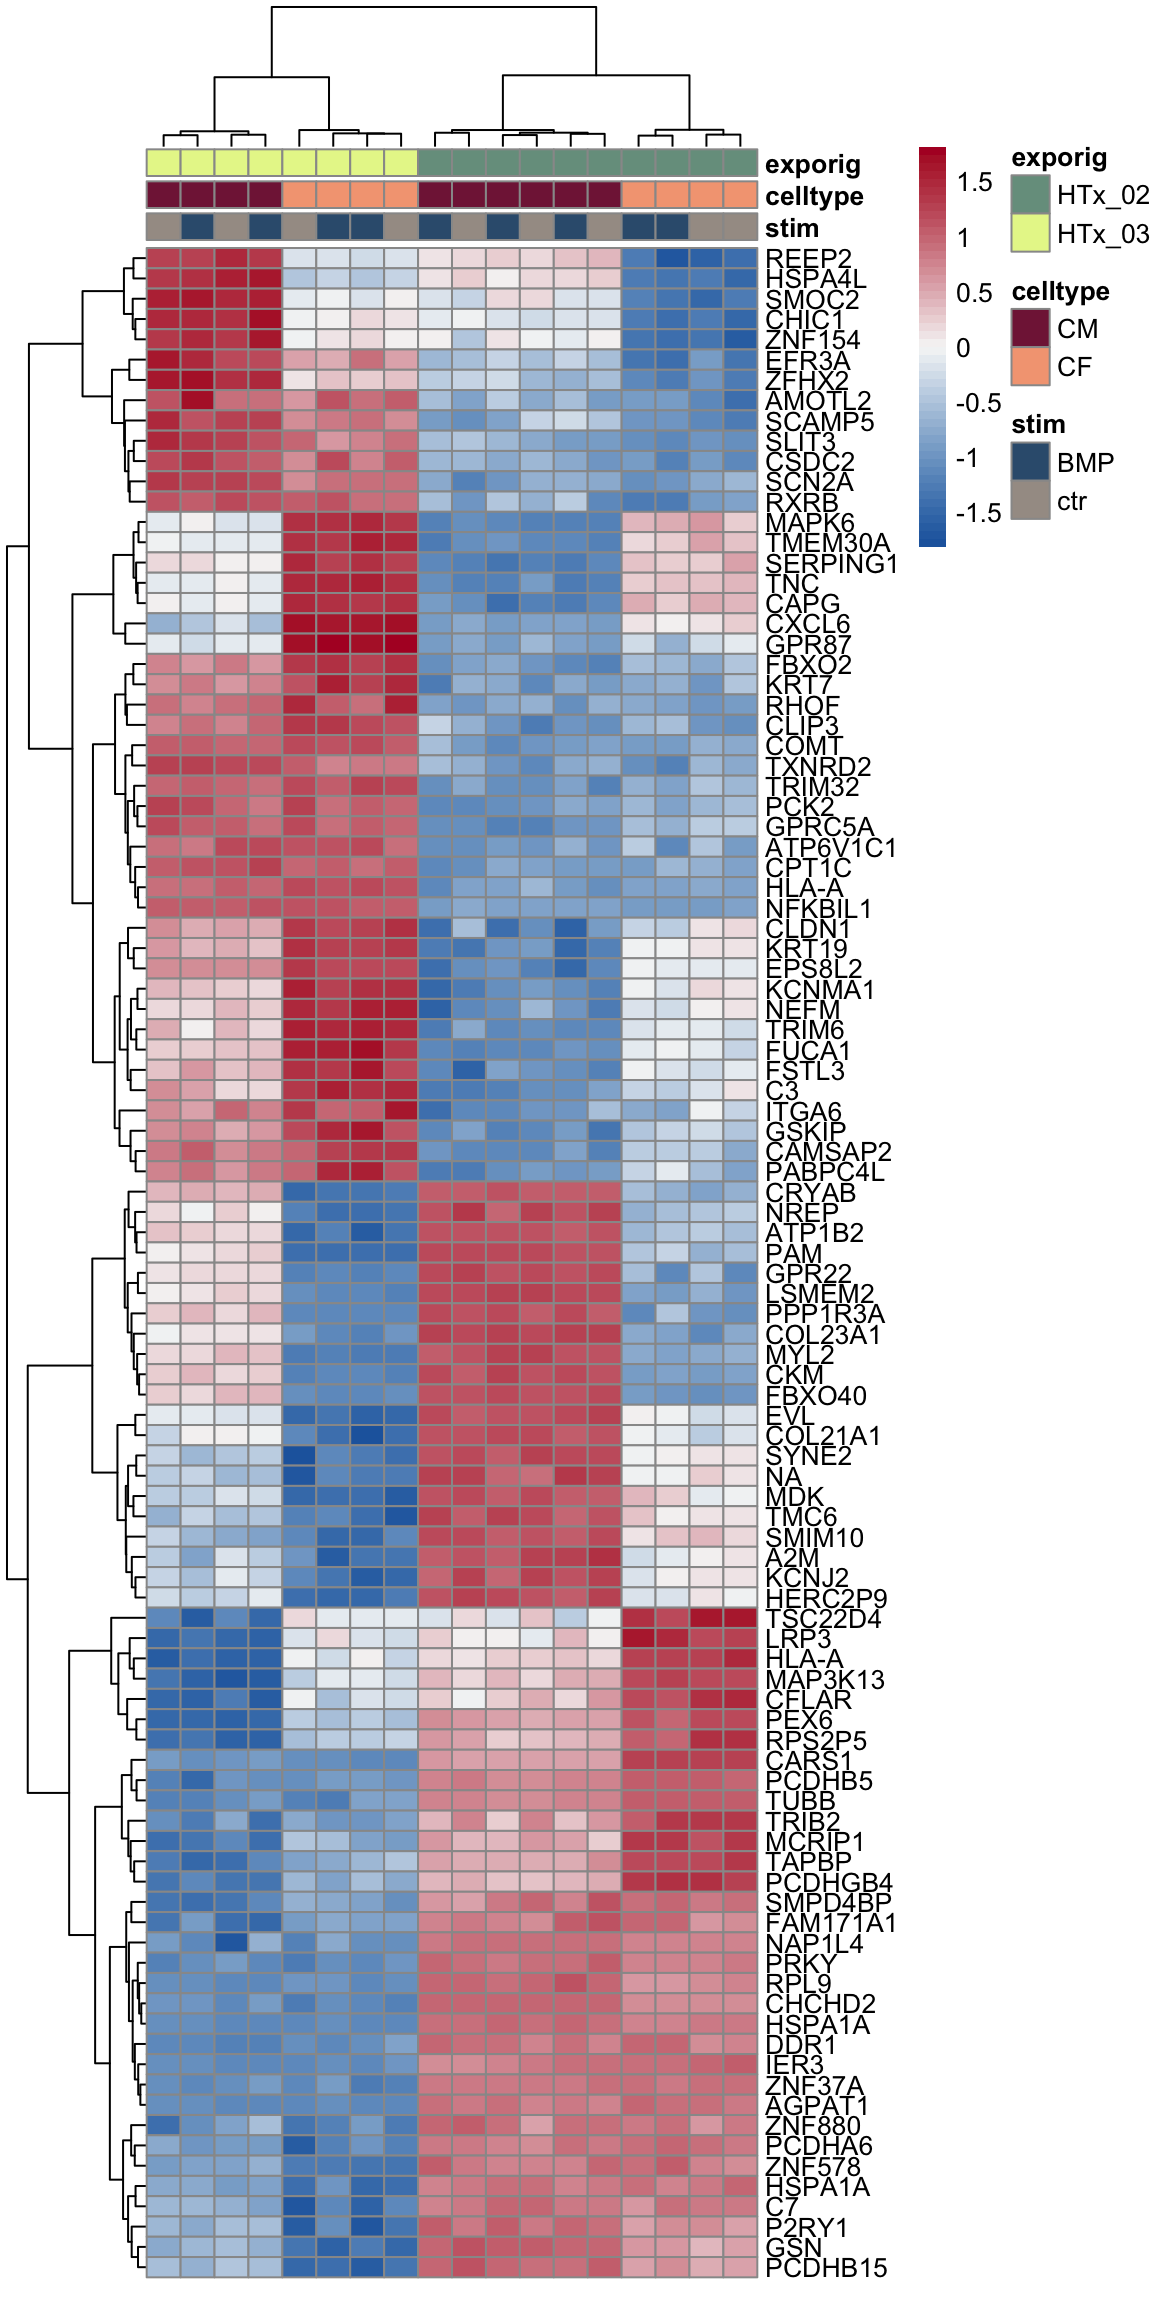 exporig
celltype
stim
REEP2
HSPA4L
SMOC2
CHIC1
ZNF154
EFR3A
ZFHX2
AMOTL2
SCAMP5
SLIT3
CSDC2
SCN2A
RXRB
MAPK6
TMEM30A
SERPING1
TNC
CAPG
CXCL6
GPR87
FBXO2
KRT7
RHOF
CLIP3
COMT
TXNRD2
TRIM32
PCK2
GPRC5A
ATP6V1C1
CPT1C
HLA-A
NFKBIL1
CLDN1
KRT19
EPS8L2
KCNMA1
NEFM
TRIM6
FUCA1
FSTL3
C3
ITGA6
GSKIP
CAMSAP2
PABPC4L
CRYAB
NREP
ATP1B2
PAM
GPR22
LSMEM2
PPP1R3A
COL23A1
MYL2
CKM
FBXO40
EVL
COL21A1
SYNE2
NA
MDK
TMC6
SMIM10
A2M
KCNJ2
HERC2P9
TSC22D4
LRP3
HLA-A
MAP3K13
CFLAR
PEX6
RPS2P5
CARS1
PCDHB5
TUBB
TRIB2
MCRIP1
TAPBP
PCDHGB4
SMPD4BP
FAM171A1
NAP1L4
PRKY
RPL9
CHCHD2
HSPA1A
DDR1
IER3
ZNF37A
AGPAT1
ZNF880
PCDHA6
ZNF578
HSPA1A
C7
P2RY1
GSN
PCDHB15
1.5
1
0.5
0
-0.5
-1
-1.5
exporig
HTx_02
HTx_03
celltype
CM
CF
stim
BMP
ctr